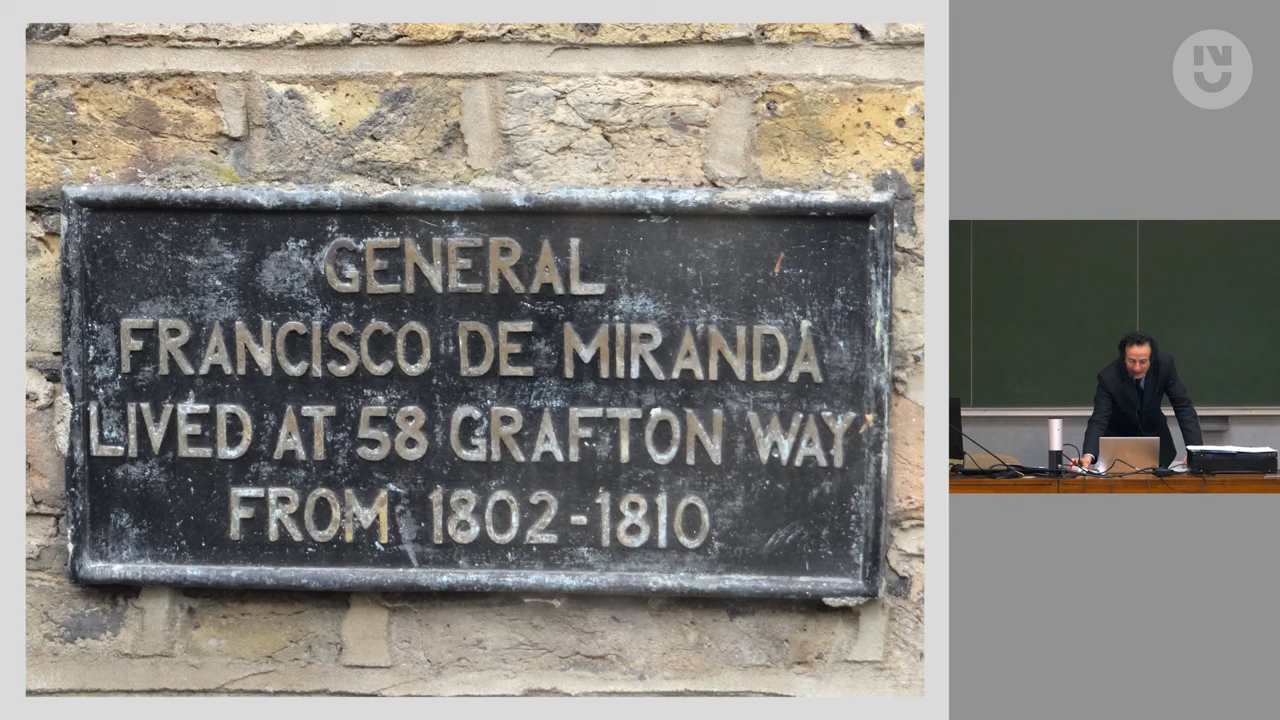 GENERAL
FRANCISCO DE MIRANDA
LIVED AT 58 GRAFTON WAY
FROM 1802-1810